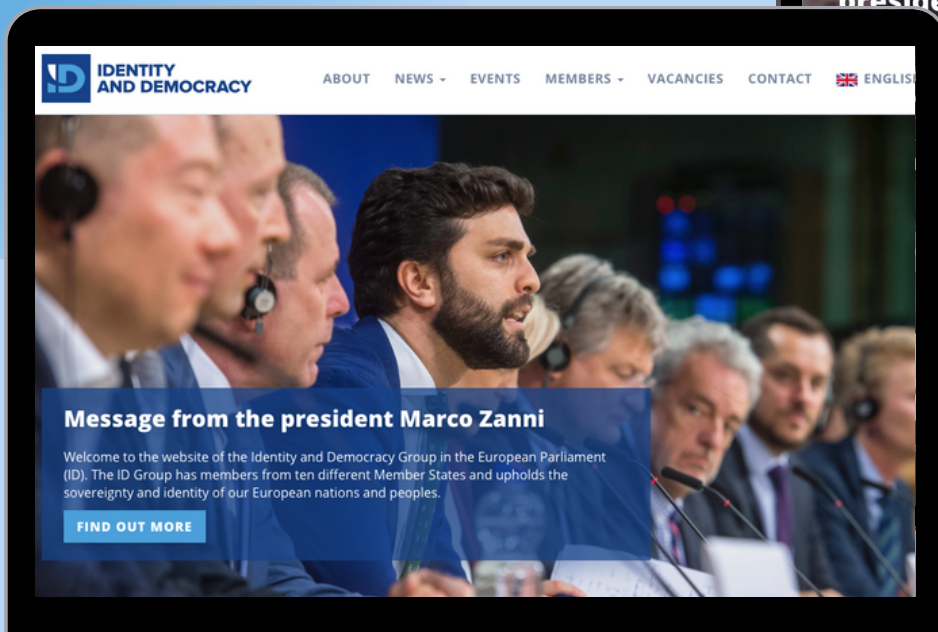 preside
IDENTITY
AND DEMOCRACY
ABOUT NEWS EVENTS MEMBERS VACANCIES CONTACT ENGLISH
Message from the president Marco Zanni
Welcome to the website of the Identity and Democracy Group in the European Parliament
(ID). The ID Group has members from ten different Member States and upholds the
sovereignty and identity of our European nations and peoples.
FIND OUT MORE